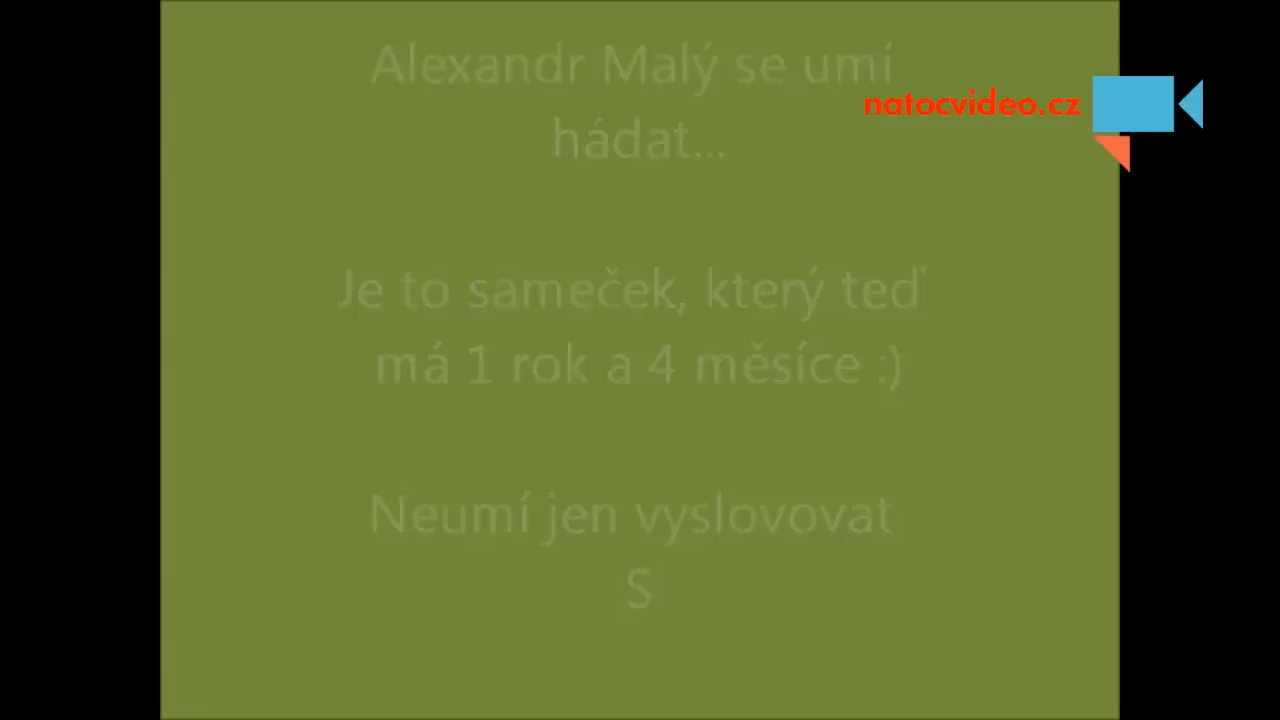 Alexandr Malý se umí
natocvideo.cz
hádat...
Je to sameček, který teď
má 1 rok a 4 měsíce :)
Neumí jen vyslovovat
S